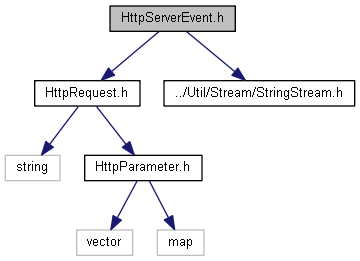 HttpServerEvent.h
HttpRequest.h
../Util/Stream/StringStream.h
string
HttpParameter.h
vector
map